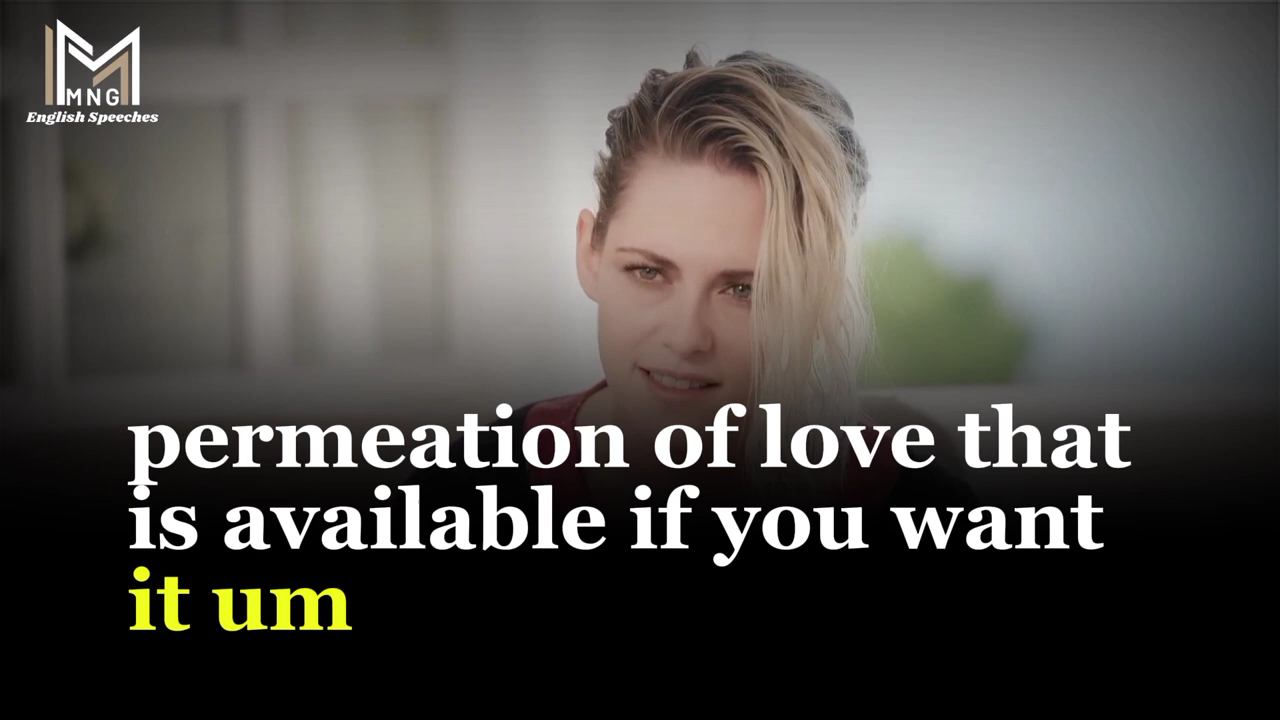 MNG
English Speeches
permeation of love that
is available if you want
it um